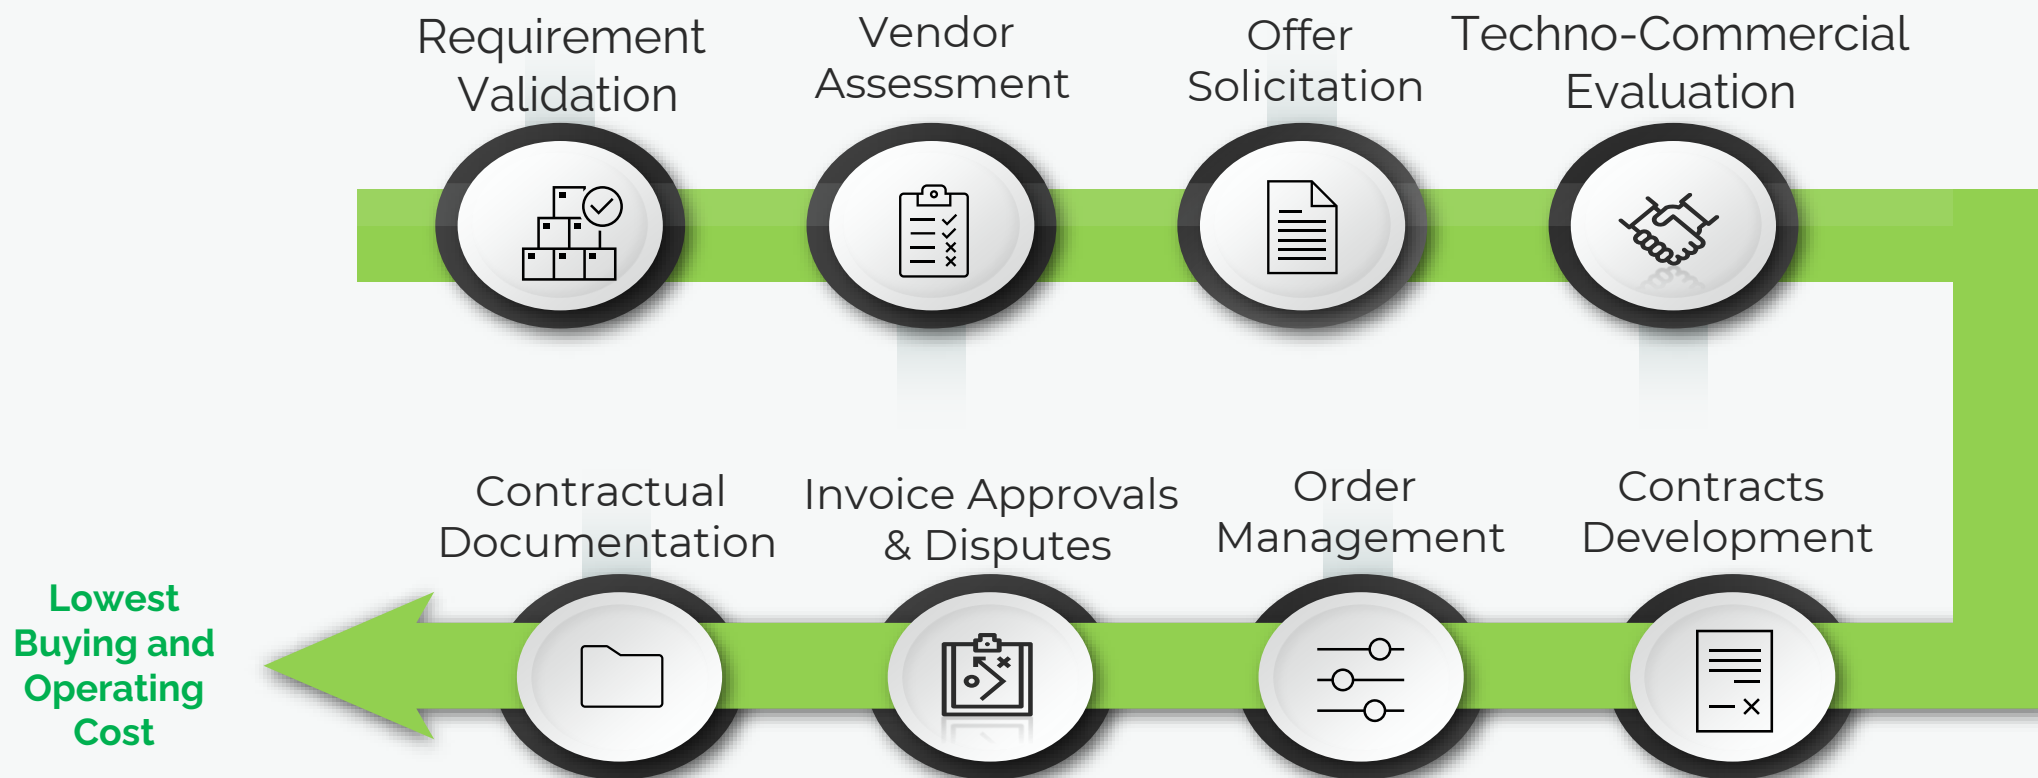 Requirement
Validation
Vendor
Assessment
Offer
Solicitation
Techno-Commercial
Evaluation
Contracts
Development
Order
Management
Invoice Approvals
& Disputes
Contractual
Documentation
Lowest
Buying and
Operating
Cost